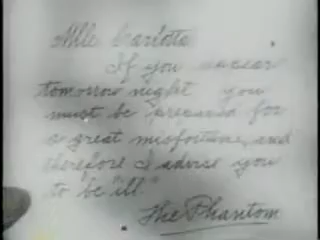 Mlle Carlotta
If you appear
tomorrow night you
must be prepared for
a great misfortune, and
therefore I advise you
to be "ill."
The Phantom